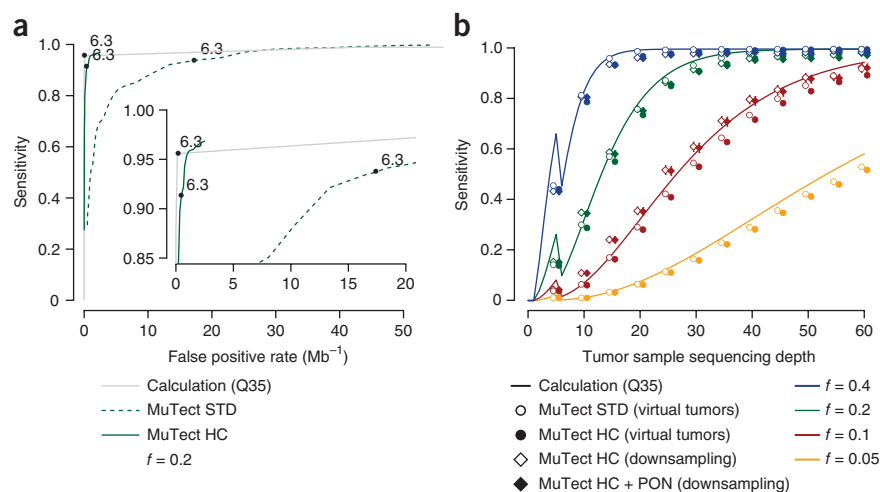 a
b
Sensitivity
1.0
0.8
0.6
0.4
0.2
0
6.3
6.3
6.3
1.00
0.95
0.90
0.85
6.3
6.3
6.3
0
5
10
15
20
0
10
20
30
40
50
False positive rate (Mb⁻¹)
Calculation (Q35)
MuTect STD
MuTect HC
f = 0.2
Sensitivity
1.0
0.8
0.6
0.4
0.2
0
0
10
20
30
40
50
60
Tumor sample sequencing depth
Calculation (Q35)
MuTect STD (virtual tumors)
MuTect HC (virtual tumors)
MuTect HC (downsampling)
MuTect HC + PON (downsampling)
f = 0.4
f = 0.2
f = 0.1
f = 0.05